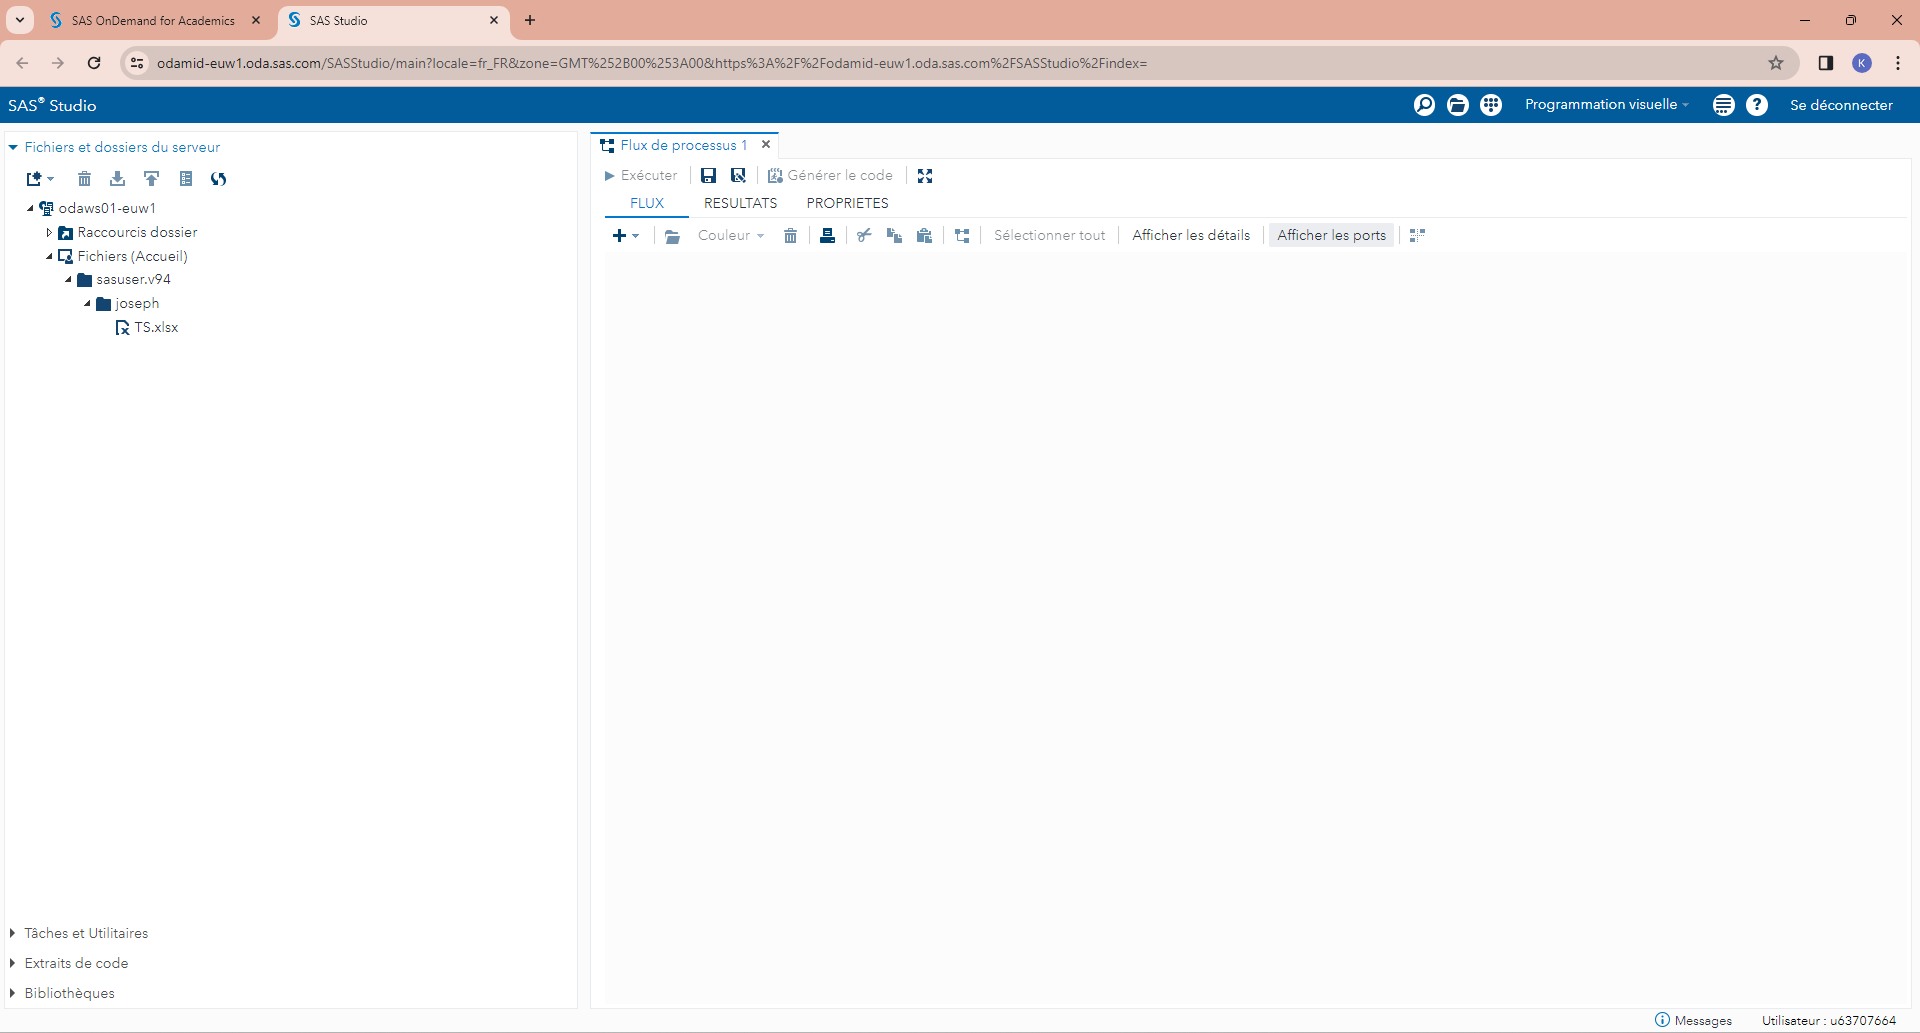 SAS OnDemand for Academics
SAS Studio
odamid-euw1.oda.sas.com/SASStudio/main?locale=fr_FR&zone=GMT%252B00%253A00&https%3A%2F%2Fodamid-euw1.oda.sas.com%2FSASStudio%2Findex=
K
SAS® Studio
Programmation visuelle
?
Se déconnecter
Fichiers et dossiers du serveur
odaws01-euw1
Raccourcis dossier
Fichiers (Accueil)
sasuser.v94
joseph
TS.xlsx
Tâches et Utilitaires
Extraits de code
Bibliothèques
Flux de processus 1
Exécuter
Générer le code
FLUX RESULTATS PROPRIETES
Couleur
Sélectionner tout
Afficher les détails
Afficher les ports
Messages
Utilisateur : u63707664